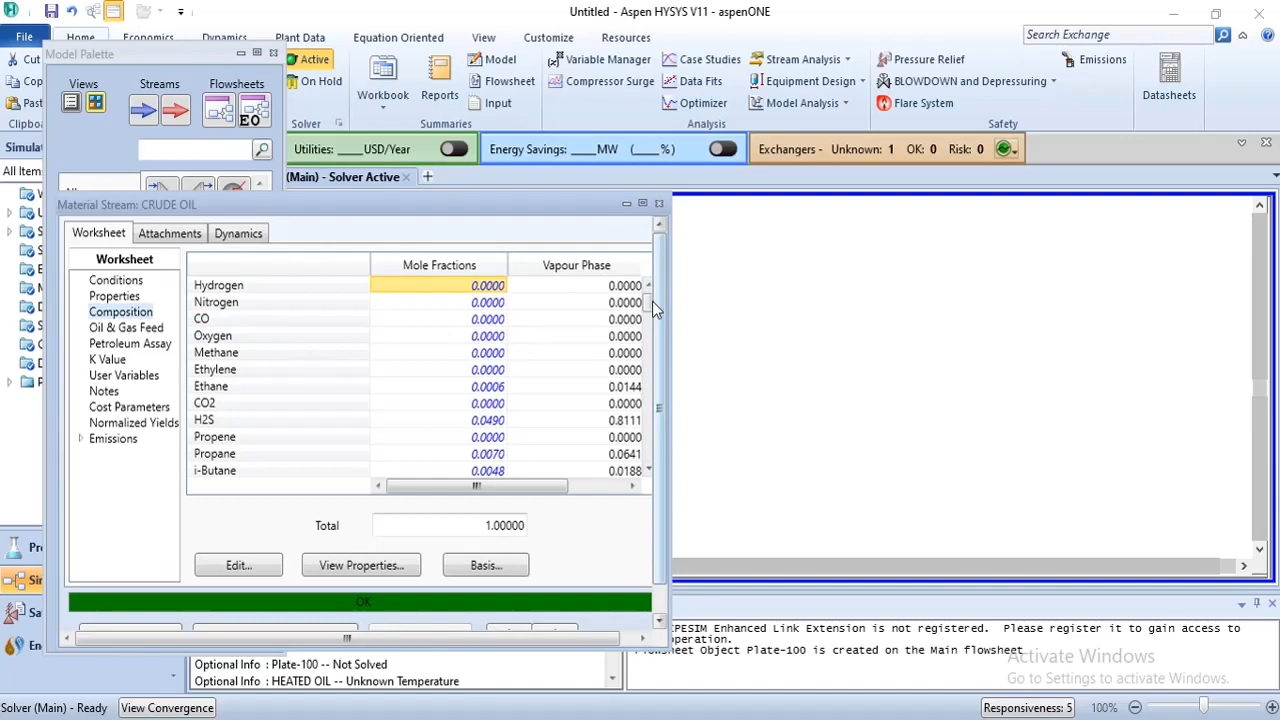 Untitled - Aspen HYSYS V11 - aspenONE
File
Home
Economics
Dynamics
Plant Data
Equation Oriented
View
Customize
Resources
Search Exchange
Model Palette
Views
Streams
Flowsheets
EO
Active
On Hold
Solver
Workbook
Reports
Model
Flowsheet
Input
Summaries
Variable Manager
Compressor Surge
Case Studies
Data Fits
Optimizer
Stream Analysis
Equipment Design
Model Analysis
Analysis
Pressure Relief
BLOWDOWN and Depressuring
Flare System
Emissions
Datasheets
Safety
Cut
Utilities: ____USD/Year
Energy Savings: ____MW (____%)
Exchangers - Unknown: 1 OK: 0 Risk: 0
(Main) - Solver Active
Material Stream: CRUDE OIL
Worksheet
Attachments
Dynamics
Worksheet
Conditions
Properties
Composition
Oil & Gas Feed
Petroleum Assay
K Value
User Variables
Notes
Cost Parameters
Normalized Yields
Emissions
Mole Fractions Vapour Phase
Hydrogen 0.0000 0.0000
Nitrogen 0.0000 0.0000
CO 0.0000 0.0000
Oxygen 0.0000 0.0000
Methane 0.0000 0.0000
Ethylene 0.0000 0.0000
Ethane 0.0006 0.0144
CO2 0.0000 0.0000
H2S 0.0490 0.8111
Propene 0.0000 0.0000
Propane 0.0070 0.0641
i-Butane 0.0048 0.0188
Total 1.00000
Edit...
View Properties...
Basis...
OK
Optional Info : Plate-100 -- Not Solved
Optional Info : HEATED OIL -- Unknown Temperature
PESIM Enhanced Link Extension is not registered. Please register it to gain access to
operation.
Flowsheet Object Plate-100 is created on the Main flowsheet
Activate Windows
Go to Settings to activate Windows.
Solver (Main) - Ready
View Convergence
Responsiveness: 5
100%